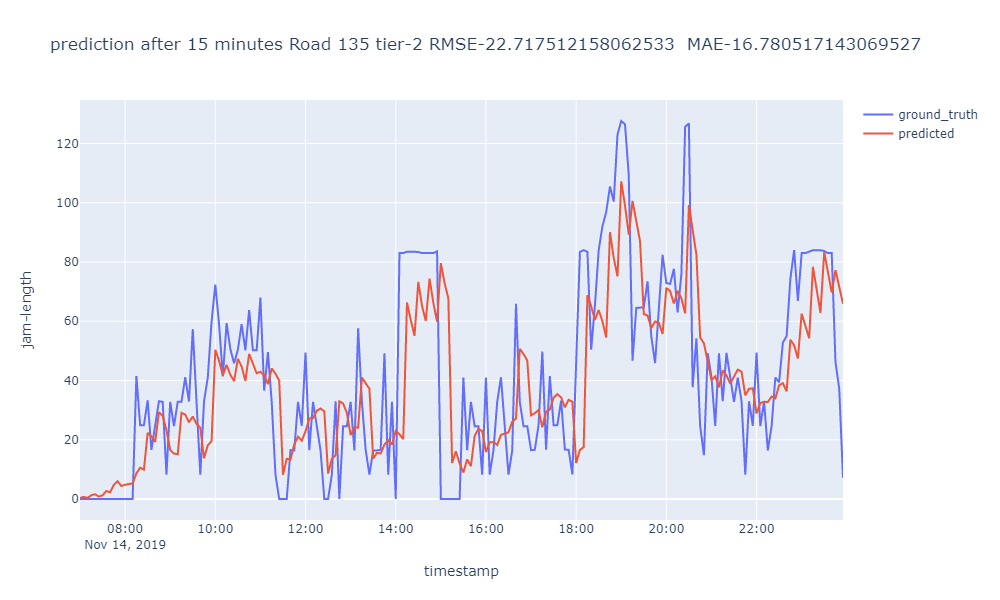 prediction after 15 minutes Road 135 tier-2 RMSE-22.717512158062533  MAE-16.780517143069527
ground_truth
predicted
120
100
80
60
40
20
0
jam-length
08:00 10:00 12:00 14:00 16:00 18:00 20:00 22:00
Nov 14, 2019
timestamp